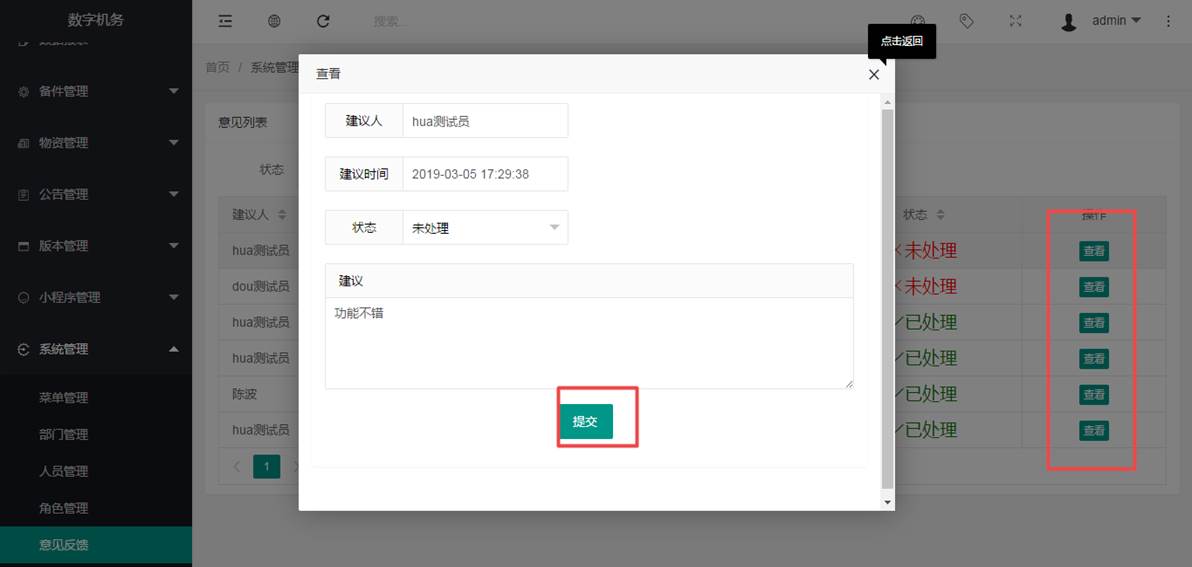 数字机务
搜索...
admin
点击返回
首页 / 系统管理
查看
备件管理
物资管理
公告管理
版本管理
小程序管理
系统管理
菜单管理
部门管理
人员管理
角色管理
意见反馈
意见列表
状态
建议人
hua测试员
dou测试员
hua测试员
hua测试员
陈波
hua测试员
1
建议人 hua测试员
建议时间 2019-03-05 17:29:38
状态 未处理
建议
功能不错
提交
状态 操作
未处理 查看
未处理 查看
已处理 查看
已处理 查看
已处理 查看
已处理 查看